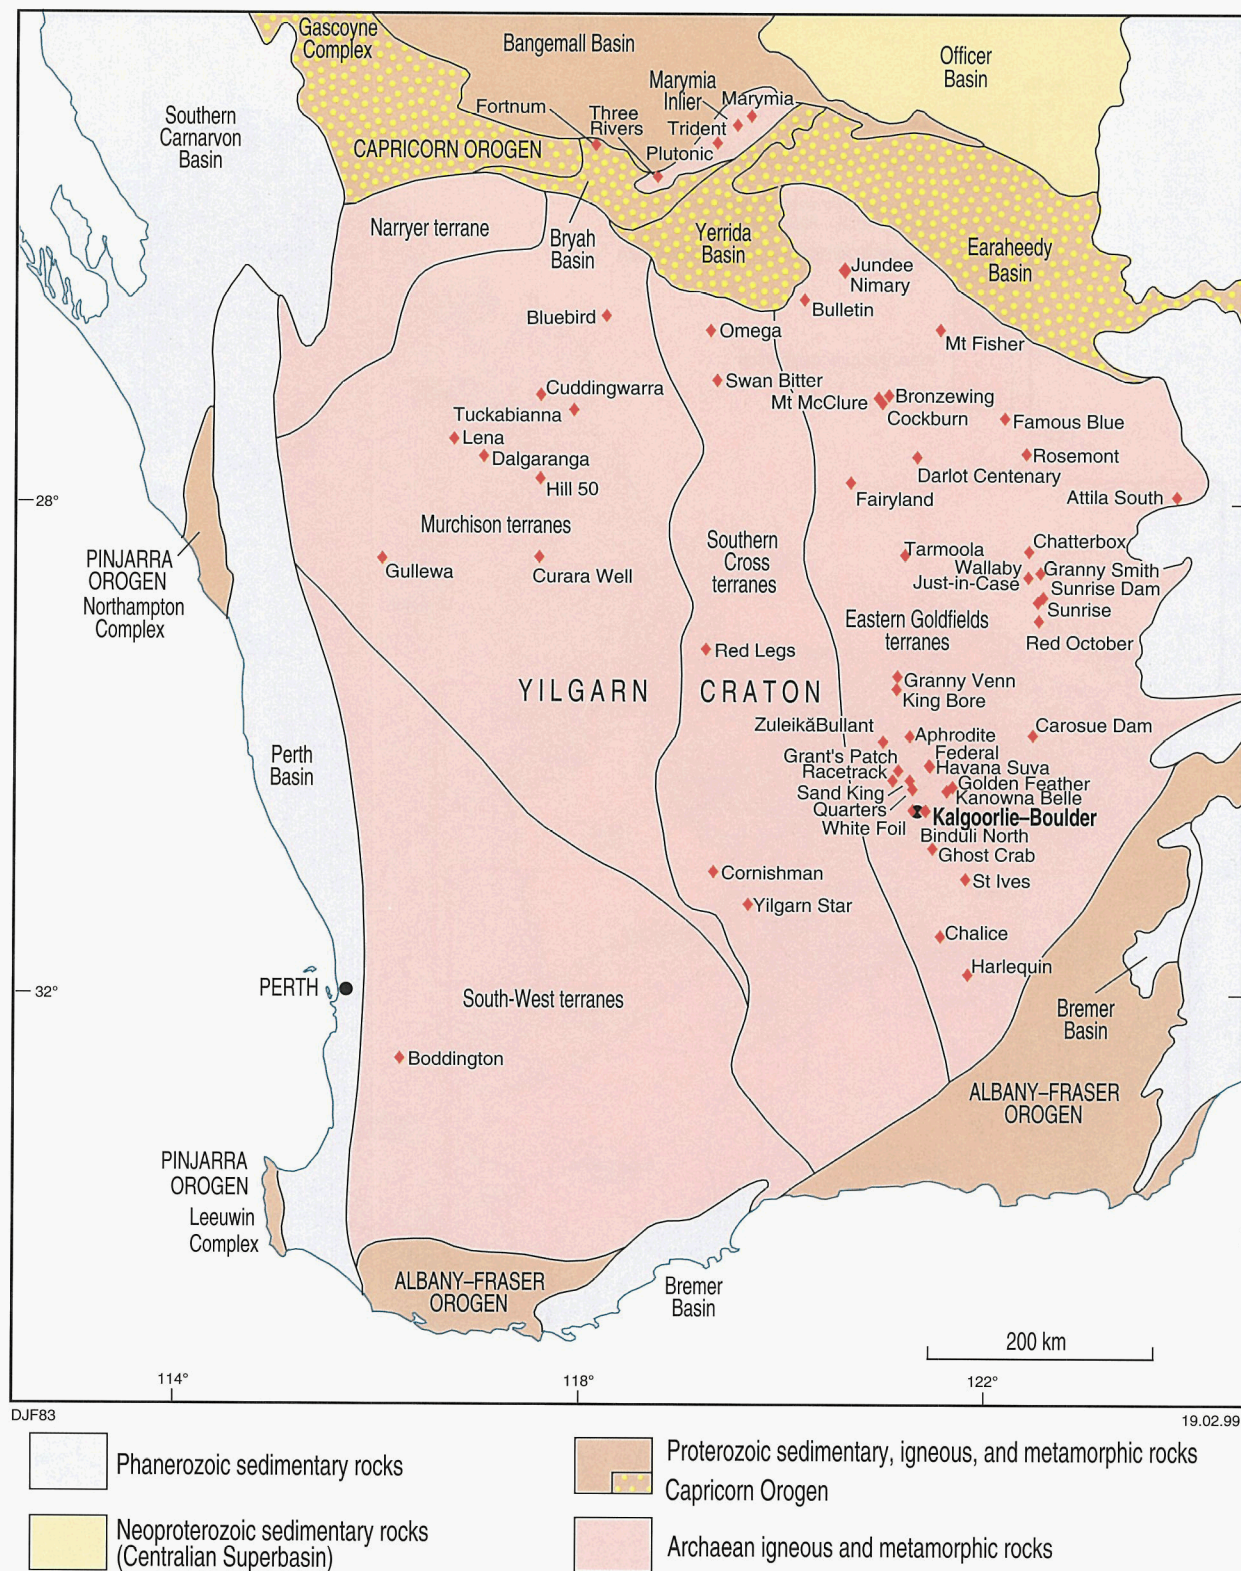 Gascoyne
Complex
Bangemall Basin
Officer
Basin
Marymia
Inlier
Marymia
Fortnum
Three
Rivers
Trident
Plutonic
Southern
Carnarvon
Basin
CAPRICORN OROGEN
Narryer terrane
Bryah
Basin
Yerrida
Basin
Earaheedy
Basin
Jundee
Nimary
Bulletin
Bluebird
Omega
Mt Fisher
Swan Bitter
Cuddingwarra
Mt McClure
Bronzewing
Cockburn
Tuckabianna
Famous Blue
Lena
Dalgaranga
Rosemont
Darlot Centenary
Hill 50
Fairyland
Attila South
28°
Murchison terranes
PINJARRA
OROGEN
Northampton
Complex
Gullewa
Curara Well
Southern
Cross
terranes
Tarmoola
Chatterbox
Wallaby
Granny Smith
Just-in-Case
Sunrise Dam
Sunrise
Eastern Goldfields
terranes
Red October
Red Legs
YILGARN CRATON
Granny Venn
King Bore
Zuleikă
Bullant
Aphrodite
Carosue Dam
Perth
Basin
Grant's Patch
Federal
Racetrack
Havana Suva
Sand King
Golden Feather
Quarters
Kanowna Belle
White Foil
Kalgoorlie–Boulder
Binduli North
Ghost Crab
Cornishman
St Ives
Yilgarn Star
Chalice
Harlequin
32°
PERTH
South-West terranes
Bremer
Basin
Boddington
ALBANY–FRASER
OROGEN
PINJARRA
OROGEN
Leeuwin
Complex
ALBANY–FRASER
OROGEN
Bremer
Basin
200 km
114°
118°
122°
DJF83
19.02.99
Phanerozoic sedimentary rocks
Proterozoic sedimentary, igneous, and metamorphic rocks
Capricorn Orogen
Neoproterozoic sedimentary rocks
(Centralian Superbasin)
Archaean igneous and metamorphic rocks